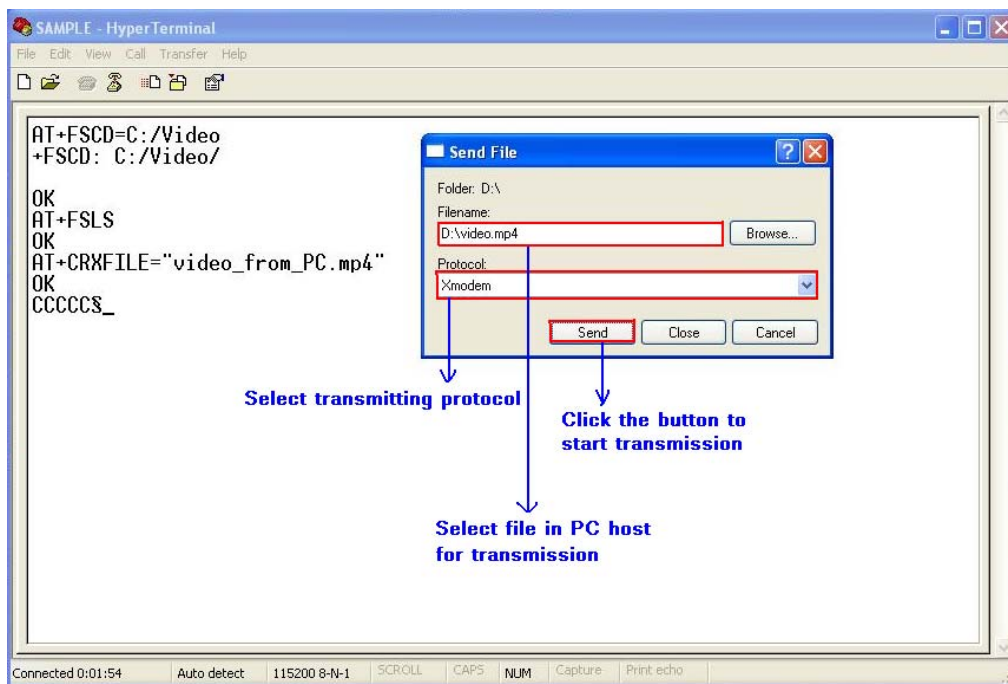 SAMPLE - HyperTerminal
File Edit View Call Transfer Help
AT+FSCD=C:/Video
+FSCD: C:/Video/
OK
AT+FSLS
OK
AT+CRXFILE="video_from_PC.mp4"
OK
CCCCC§_
Send File
Folder: D:\
Filename:
D:\video.mp4
Browse...
Protocol:
Xmodem
Send Close Cancel
Select transmitting protocol
Click the button to
start transmission
Select file in PC host
for transmission
Connected 0:01:54 Auto detect 115200 8-N-1 SCROLL CAPS NUM Capture Print echo